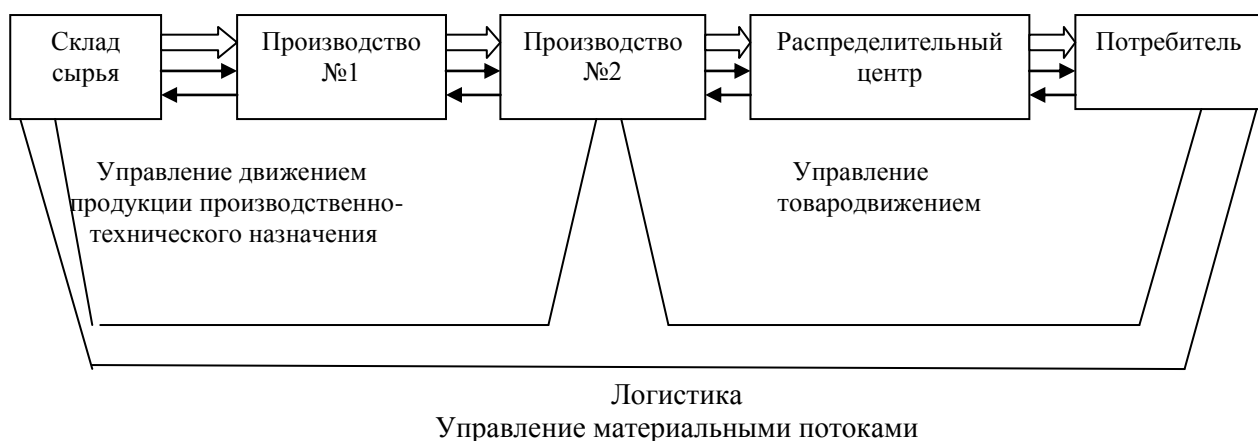 Склад
сырья
Производство
№1
Производство
№2
Распределительный
центр
Потребитель
Управление движением
продукции производственно-
технического назначения
Управление
товародвижением
Логистика
Управление материальными потоками